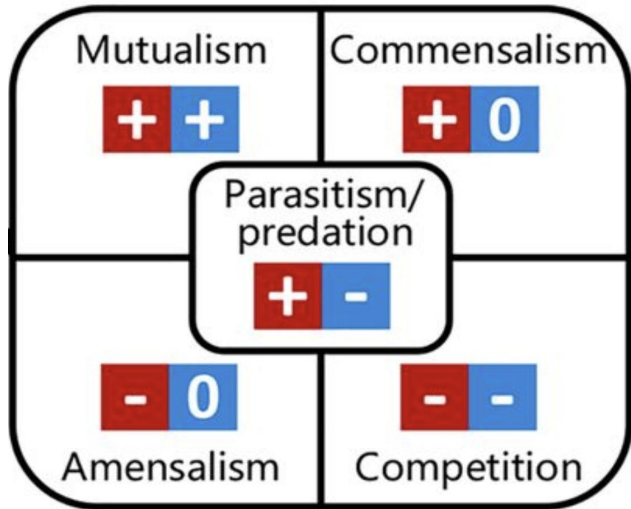 Mutualism
+ +
Commensalism
+ 0
Parasitism/
predation
+ -
- 0
Amensalism
- -
Competition